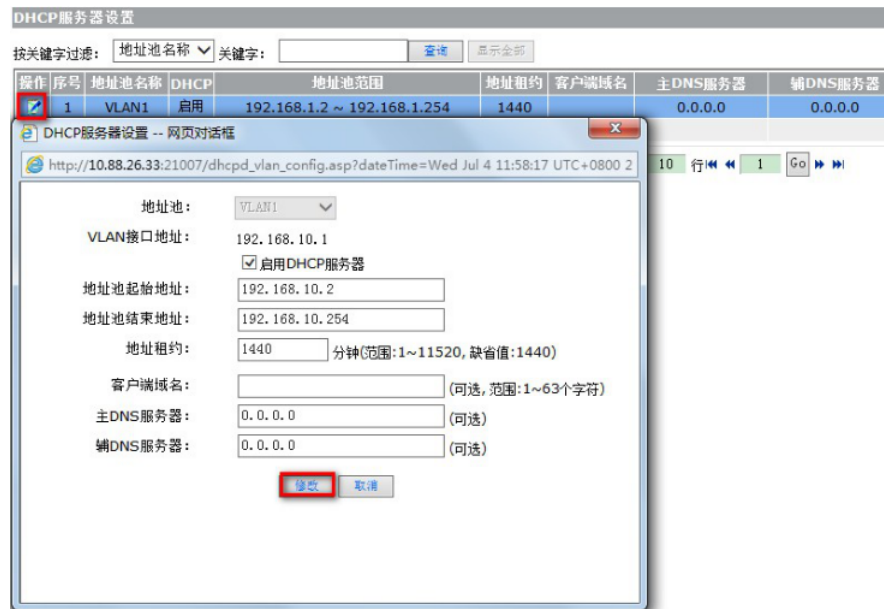 DHCP服务器设置
按关键字过滤： 地址池名称 关键字： 查询 显示全部
操作 序号 地址池名称 DHCP 地址池范围 地址租约 客户端域名 主DNS服务器 辅DNS服务器
1 VLAN1 启用 192.168.1.2 ~ 192.168.1.254 1440 0.0.0.0 0.0.0.0
DHCP服务器设置 -- 网页对话框
http://10.88.26.33:21007/dhcpd_vlan_config.asp?dateTime=Wed Jul 4 11:58:17 UTC+0800 2
10 行 1 Go
地址池： VLAN1
VLAN接口地址： 192.168.10.1
启用DHCP服务器
地址池起始地址： 192.168.10.2
地址池结束地址： 192.168.10.254
地址租约： 1440 分钟(范围:1~11520, 缺省值:1440)
客户端域名： (可选, 范围:1~63个字符)
主DNS服务器： 0.0.0.0 (可选)
辅DNS服务器： 0.0.0.0 (可选)
修改 取消